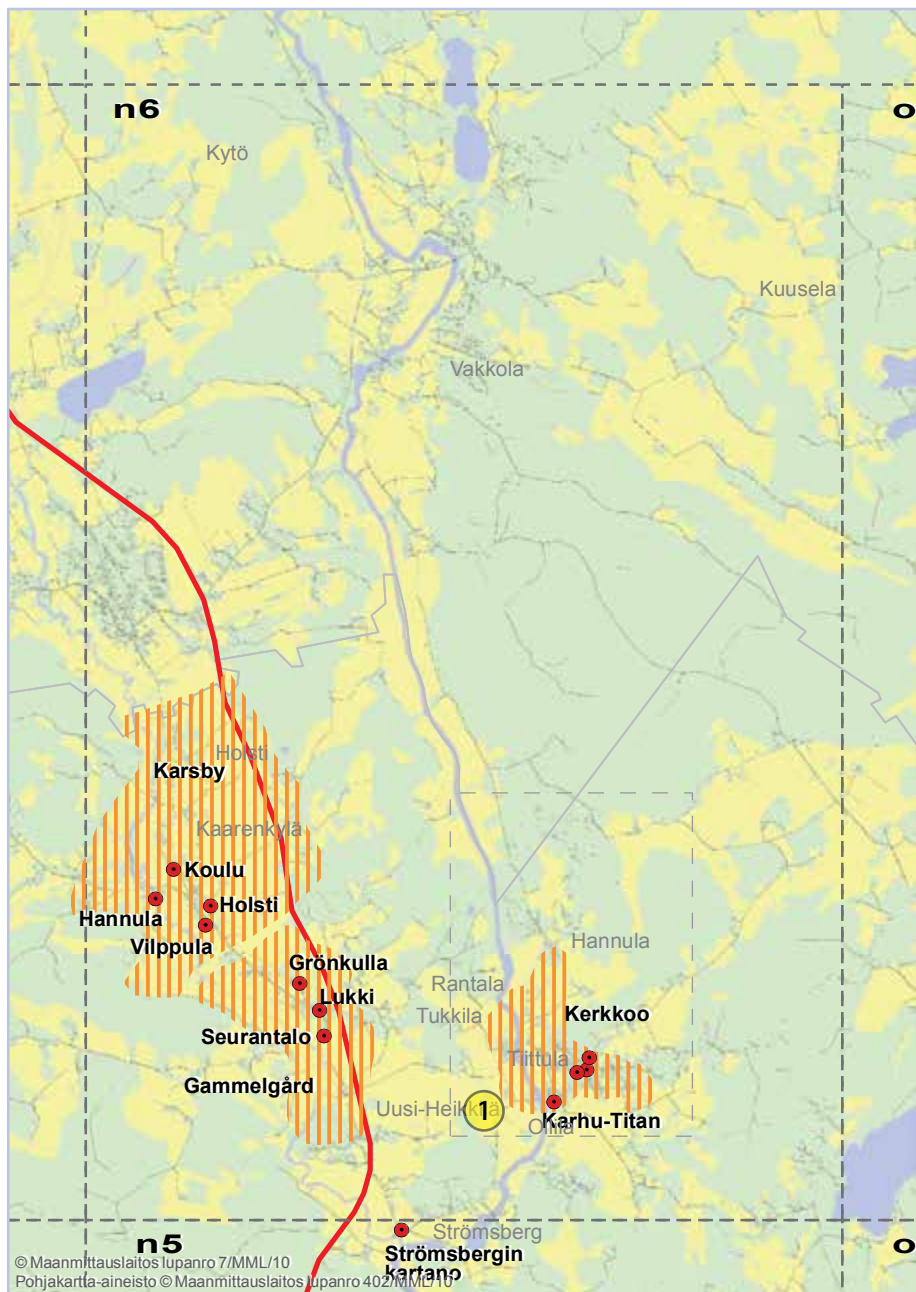 n6
o
Kytö
Kuusela
Vakkola
Holsti
Karsby
Kaarenkylä
Koulu
Holsti
Hannula
Vilppula
Hannula
Grönkulla
Rantala
Lukki
Tukkila
Kerkkoo
Seurantalo
Tiittula
Gammelgård
Uusi-Heikkilä
1
Karhu-Titan
Ollila
Strömsberg
n5
o
Strömsbergin
kartano
© Maanmittauslaitos lupanro 7/MML/10
Pohjakartta-aineisto © Maanmittauslaitos lupanro 402/MML/10